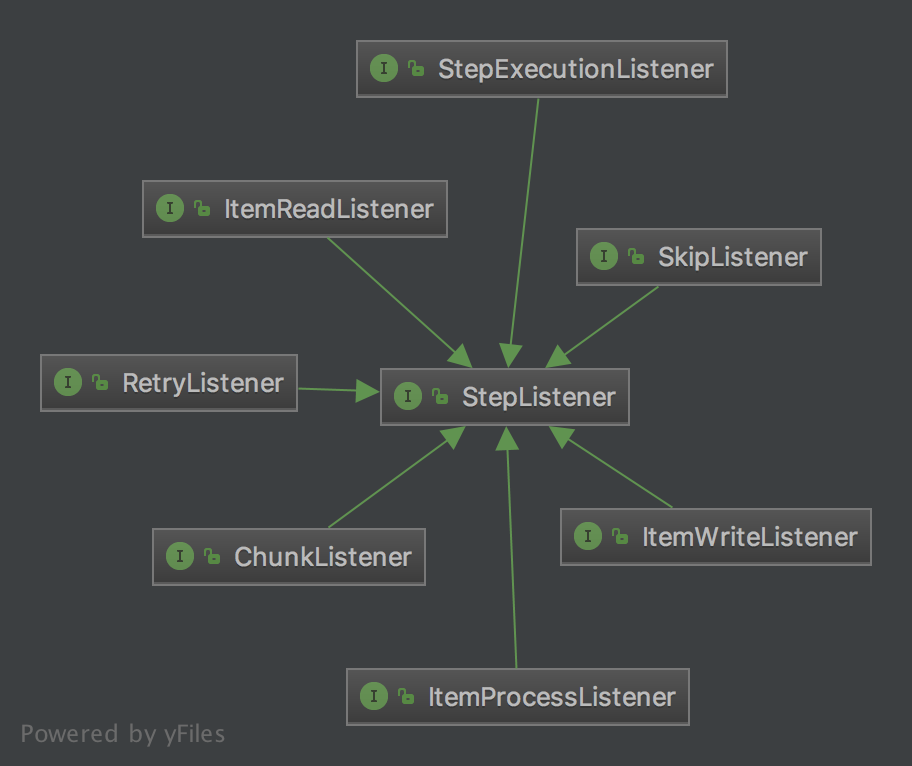 I StepExecutionListener
I ItemReadListener
I SkipListener
I RetryListener
I StepListener
I ChunkListener
I ItemWriteListener
I ItemProcessListener
Powered by yFiles